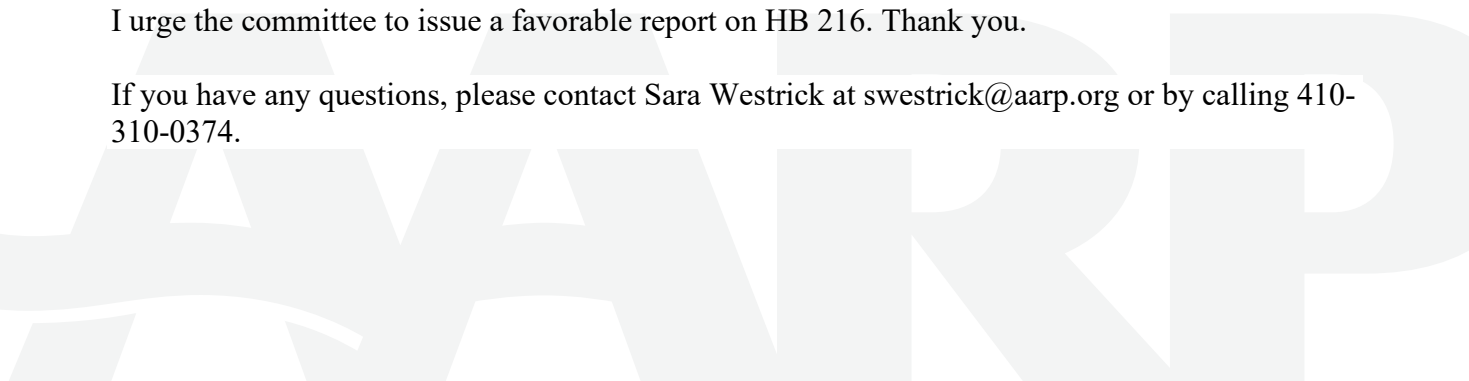 I urge the committee to issue a favorable report on HB 216. Thank you.
If you have any questions, please contact Sara Westrick at swestrick@aarp.org or by calling 410-
310-0374.
AARP